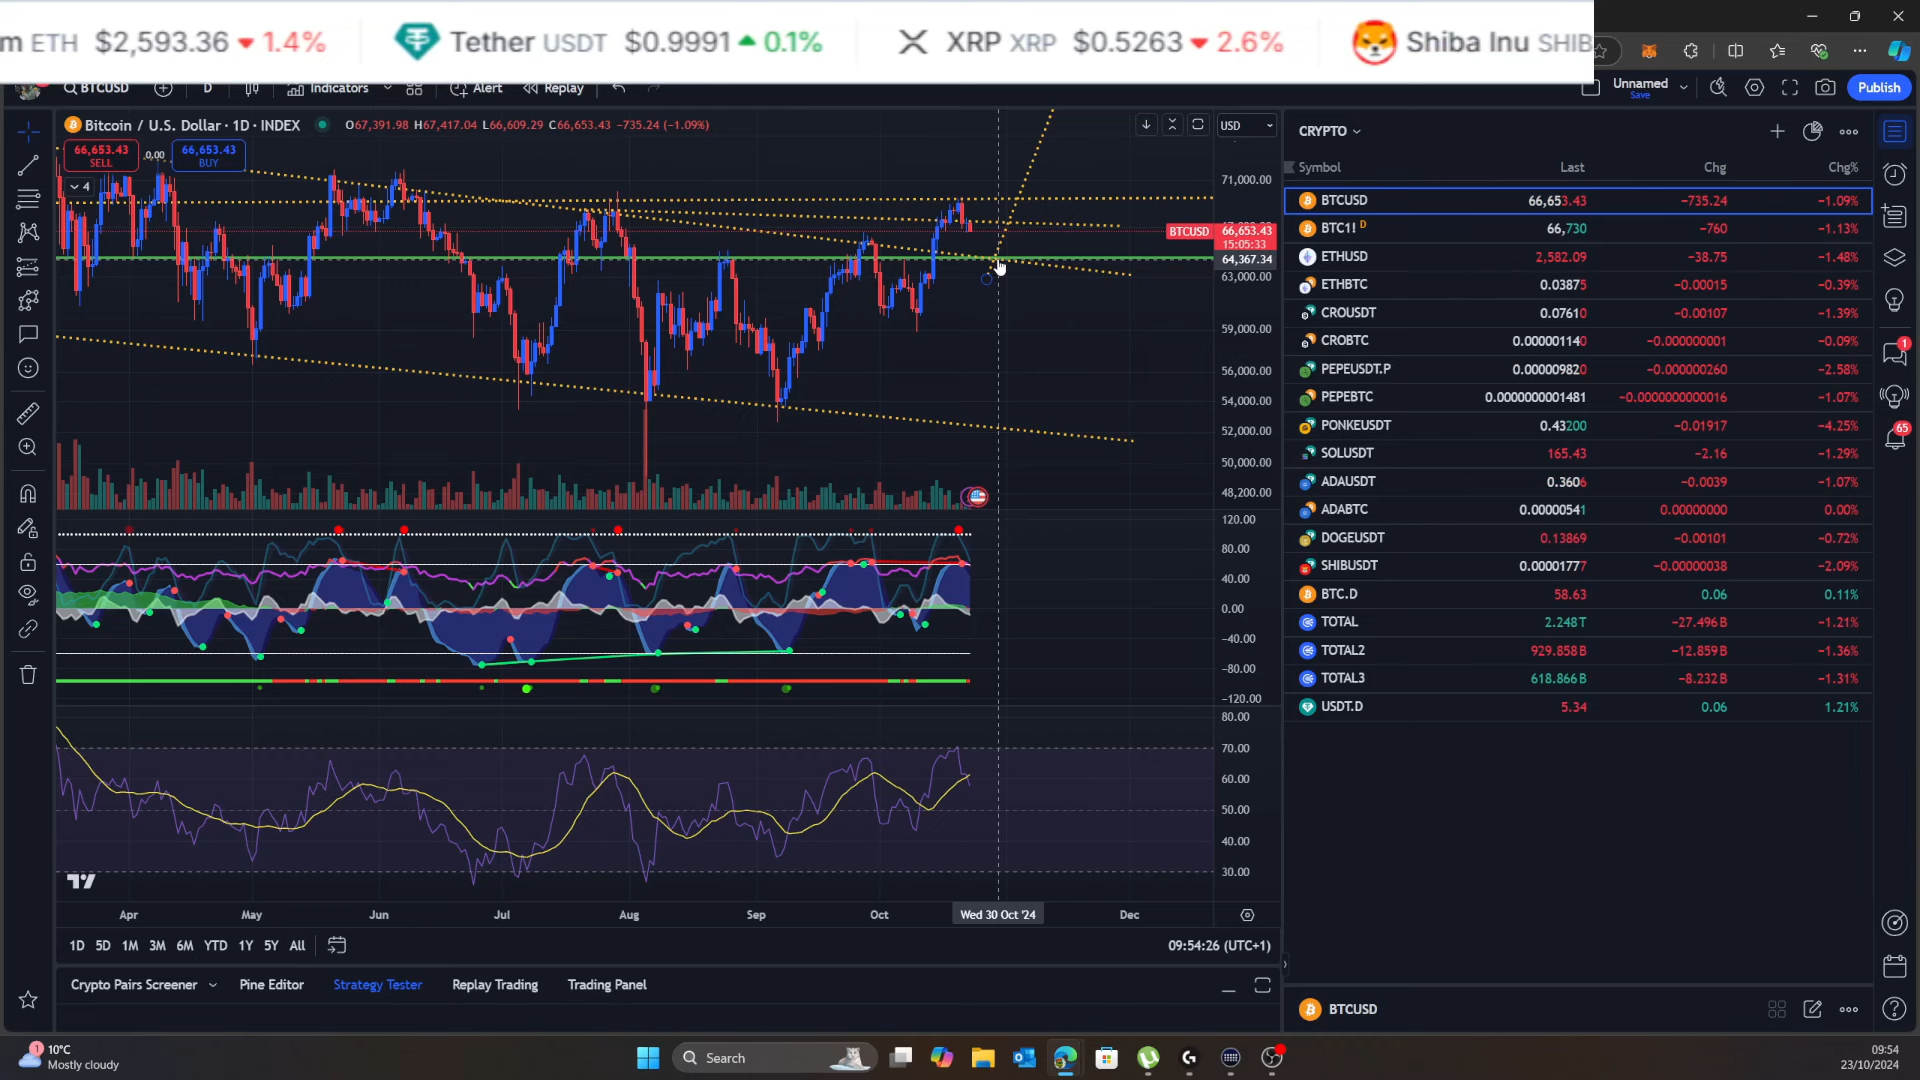 m ETH $2,593.36 ▼ 1.4%
Tether USDT $0.9991 ▲ 0.1%
XRP XRP $0.5263 ▼ 2.6%
Shiba Inu SHIB
BTCUSD
D
Indicators
Alert
Replay
Unnamed
Save
Publish
Bitcoin / U.S. Dollar · 1D · INDEX
O67,391.98 H67,417.04 L66,609.29 C66,653.43 −735.24 (−1.09%)
USD
66,653.43
SELL
0.00
66,653.43
BUY
4
71,000.00
BTCUSD
66,653.43
15:05:33
64,367.34
63,000.00
59,000.00
56,000.00
54,000.00
52,000.00
50,000.00
48,200.00
120.00
80.00
40.00
0.00
−40.00
−80.00
−120.00
80.00
70.00
60.00
50.00
40.00
30.00
Apr May Jun Jul Aug Sep Oct Wed 30 Oct '24 Dec
1D 5D 1M 3M 6M YTD 1Y 5Y All
09:54:26 (UTC+1)
Crypto Pairs Screener Pine Editor Strategy Tester Replay Trading Trading Panel
CRYPTO
Symbol Last Chg Chg%
BTCUSD 66,653.43 −735.24 −1.09%
BTC1! D 66,730 −760 −1.13%
ETHUSD 2,582.09 −38.75 −1.48%
ETHBTC 0.03875 −0.00015 −0.39%
CROUSDT 0.07610 −0.00107 −1.39%
CROBTC 0.000001140 −0.000000001 −0.09%
PEPEUSDT.P 0.00000982​0 −0.000000260 −2.58%
PEPEBTC 0.0000000001481 −0.0000000000016 −1.07%
PONKEUSDT 0.43200 −0.01917 −4.25%
SOLUSDT 165.43 −2.16 −1.29%
ADAUSDT 0.3606 −0.0039 −1.07%
ADABTC 0.00000541 0.00000000 0.00%
DOGEUSDT 0.13869 −0.00101 −0.72%
SHIBUSDT 0.00001777 −0.00000038 −2.09%
BTC.D 58.63 0.06 0.11%
TOTAL 2.248T −27.496B −1.21%
TOTAL2 929.858B −12.859B −1.36%
TOTAL3 618.866B −8.232B −1.31%
USDT.D 5.34 0.06 1.21%
BTCUSD
1
65
1
10°C
Mostly cloudy
Search
09:54
23/10/2024